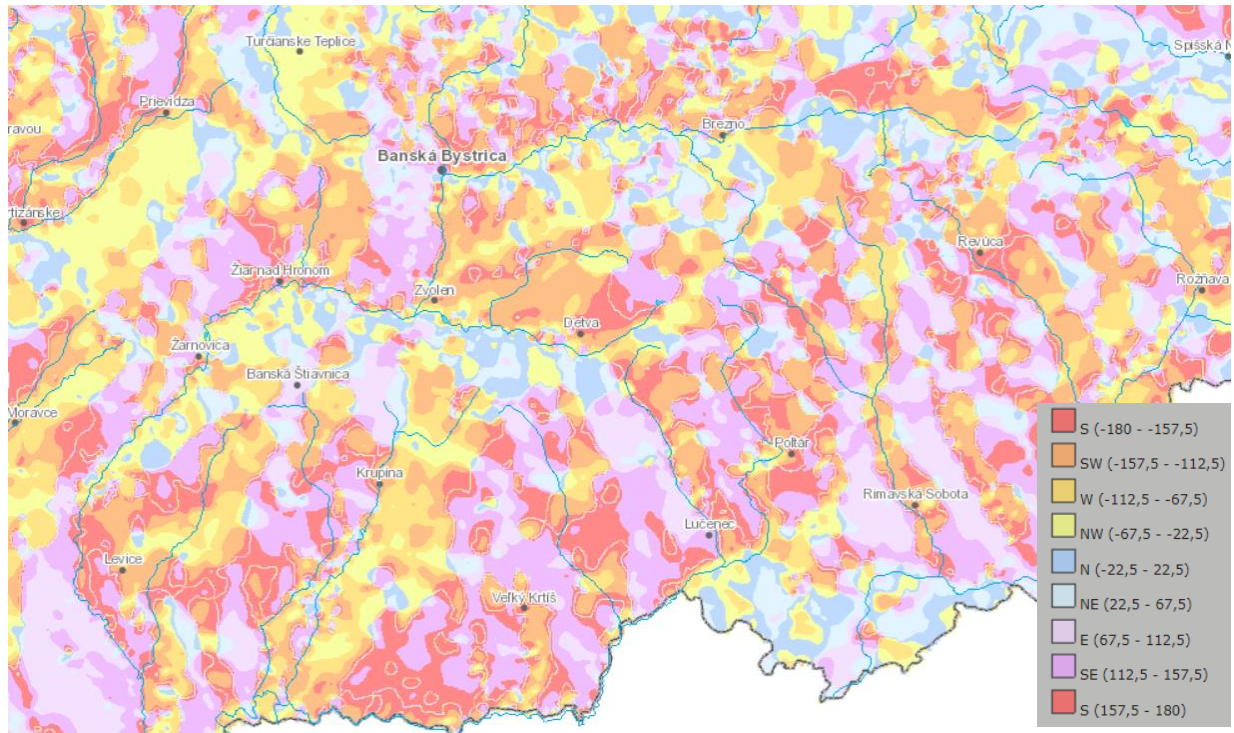 Turčianske Teplice
Spišská N
Prievidza
ravou
Brezno
Banská Bystrica
rtizánske
Revúca
Žiar nad Hronom
Rožňava
Zvolen
Detva
Žarnovica
Banská Štiavnica
Moravce
S (-180 - -157,5)
Poltár
SW (-157,5 - -112,5)
Krupina
Rimavská Sobota
W (-112,5 - -67,5)
Lučenec
NW (-67,5 - -22,5)
Levice
N (-22,5 - 22,5)
Veľký Krtíš
NE (22,5 - 67,5)
E (67,5 - 112,5)
SE (112,5 - 157,5)
S (157,5 - 180)